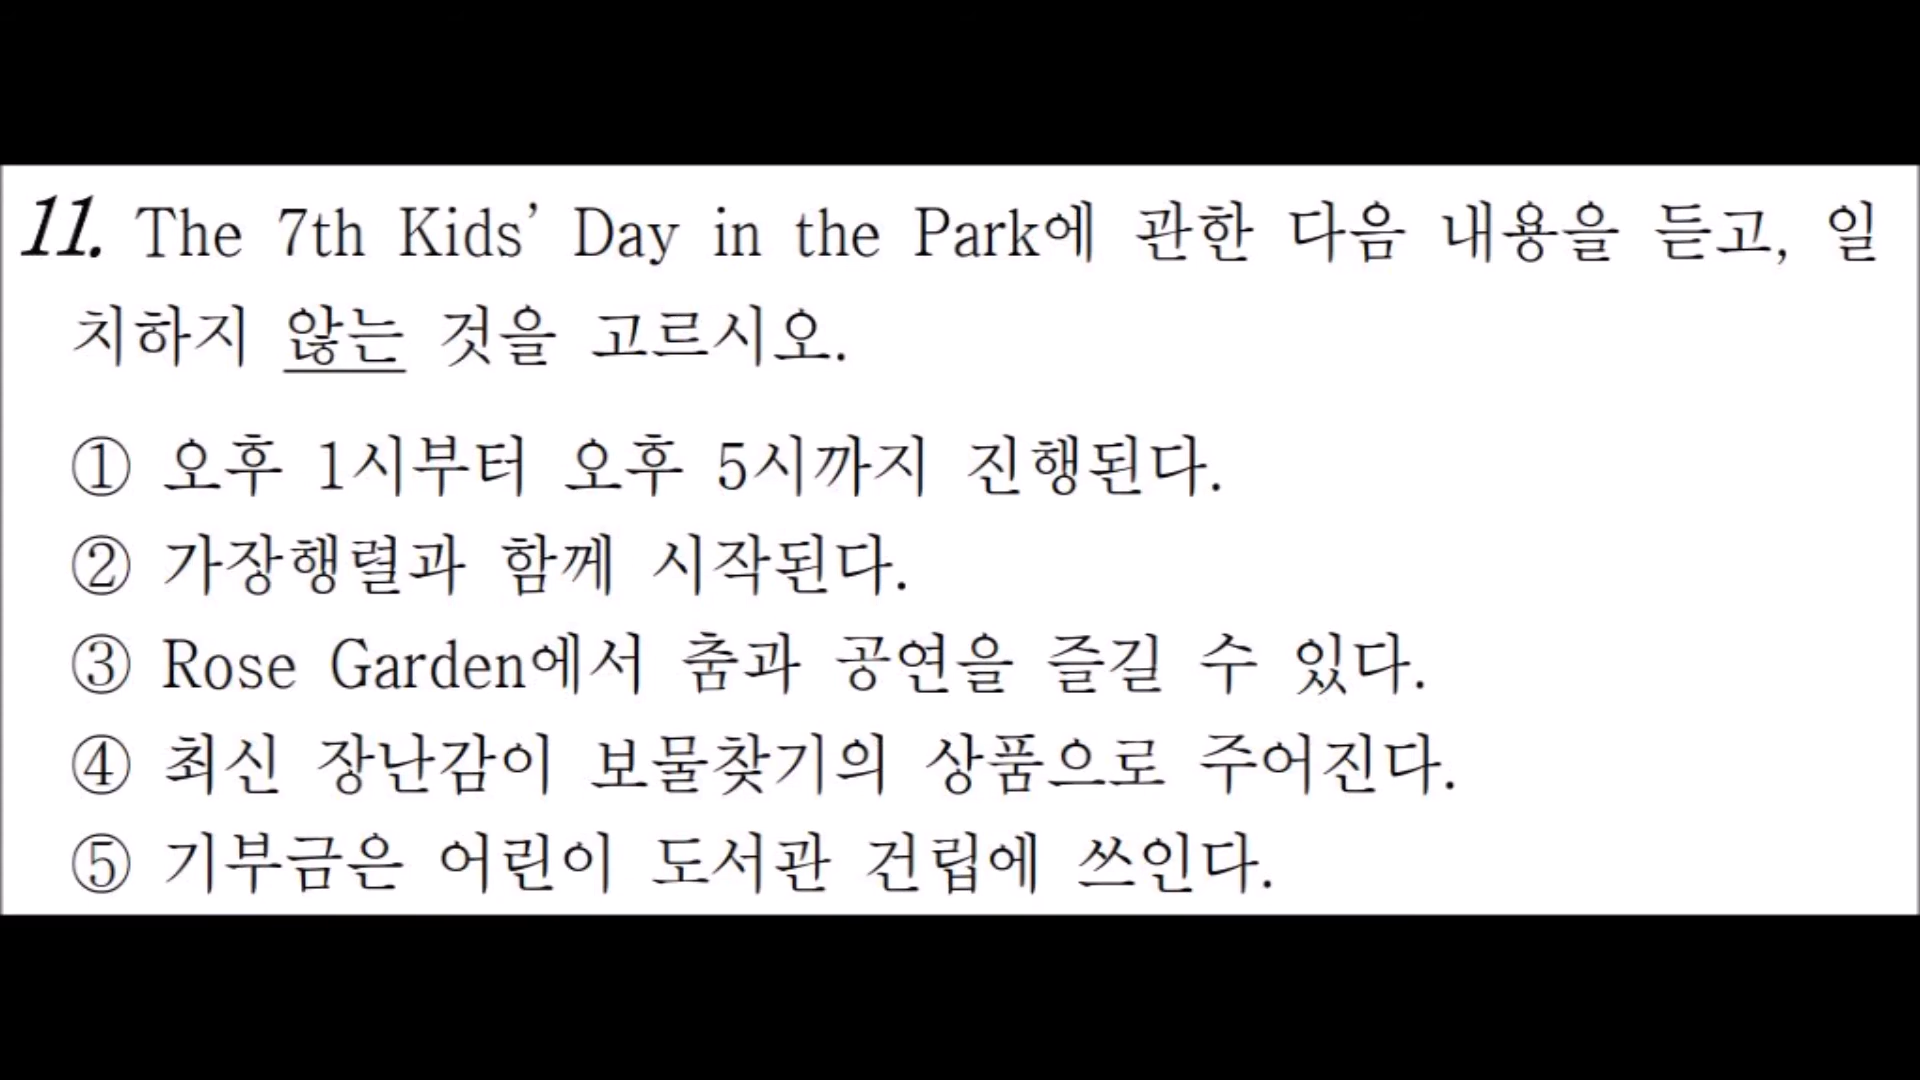 11. The 7th Kids’ Day in the Park에 관한 다음 내용을 듣고, 일
치하지 않는 것을 고르시오.
① 오후 1시부터 오후 5시까지 진행된다.
② 가장행렬과 함께 시작된다.
③ Rose Garden에서 춤과 공연을 즐길 수 있다.
④ 최신 장난감이 보물찾기의 상품으로 주어진다.
⑤ 기부금은 어린이 도서관 건립에 쓰인다.